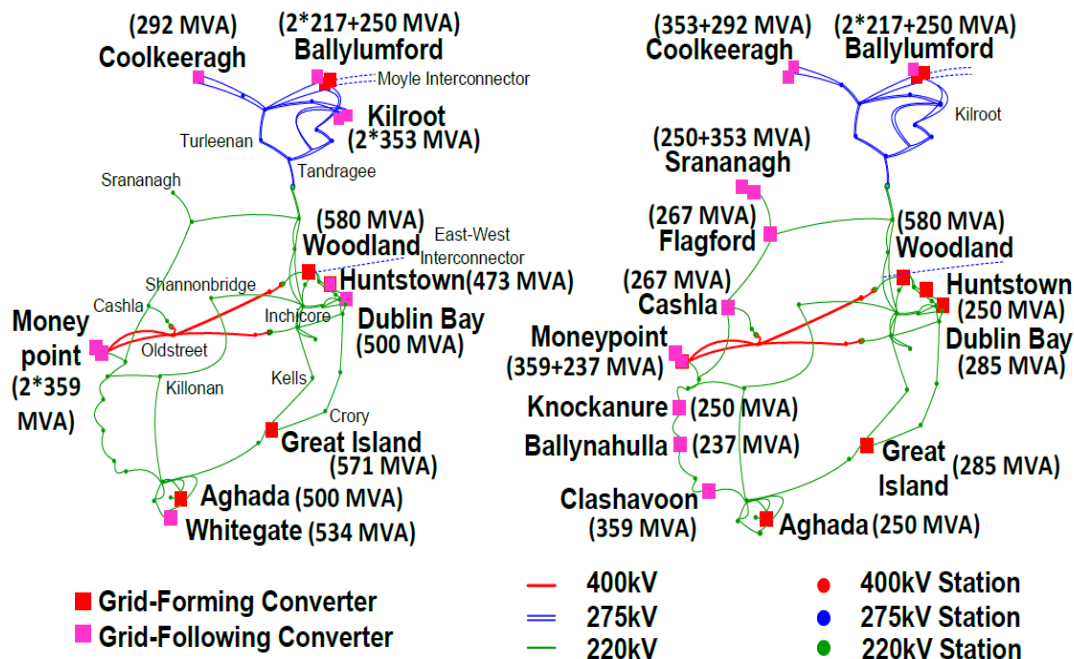 (292 MVA)
Coolkeeragh
(2*217+250 MVA)
Ballylumford
Moyle Interconnector
Kilroot
(2*353 MVA)
Turleenan
Tandragee
Srananagh
(580 MVA)
Woodland
East-West
Interconnector
Huntstown (473 MVA)
Shannonbridge
Cashla
Inchicore
Dublin Bay
(500 MVA)
Money
point
(2*359
MVA)
Oldstreet
Killonan
Kells
Crory
Great Island
(571 MVA)
Aghada (500 MVA)
Whitegate (534 MVA)
(353+292 MVA)
Coolkeeragh
(2*217+250 MVA)
Ballylumford
Kilroot
(250+353 MVA)
Srananagh
(267 MVA)
Flagford
(580 MVA)
Woodland
(267 MVA)
Cashla
Huntstown
(250 MVA)
Dublin Bay
(285 MVA)
Moneypoint
(359+237 MVA)
Knockanure (250 MVA)
Ballynahulla (237 MVA)
Great
Island
(285 MVA)
Clashavoon
(359 MVA)
Aghada (250 MVA)
Grid-Forming Converter
Grid-Following Converter
400kV
275kV
220kV
400kV Station
275kV Station
220kV Station